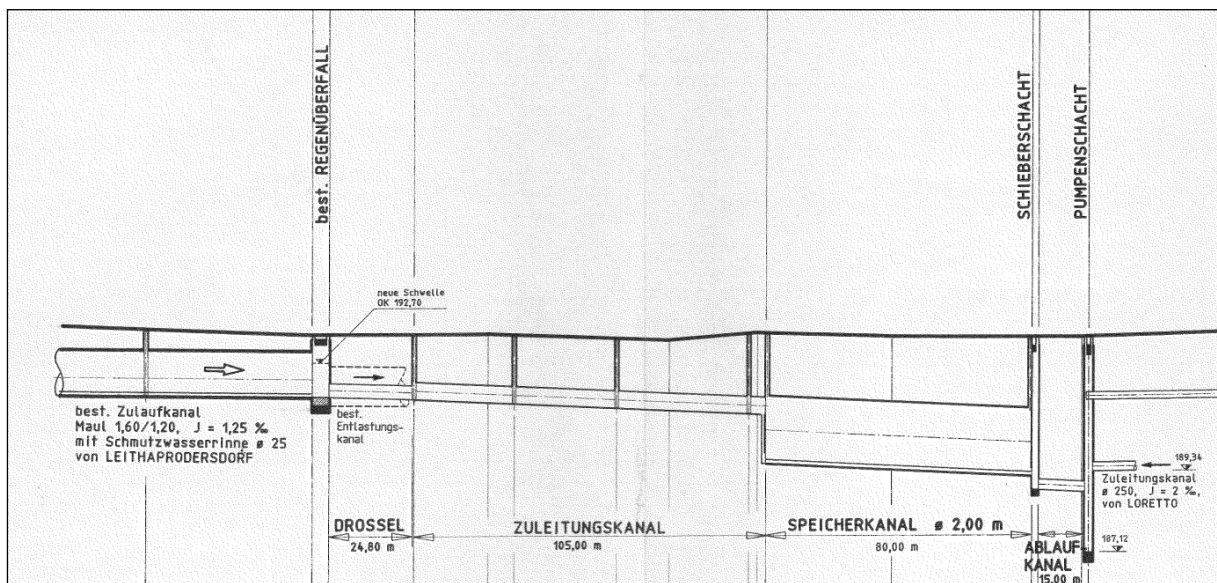 best. REGENÜBERFALL
SCHIEBERSCHACHT
PUMPENSCHACHT
neue Schwelle
OK 192,70
best. Zulaufkanal
Maul 1,60/1,20, J = 1,25 ‰
mit Schmutzwasserrinne ø 25
von LEITHAPRODERSDORF
best.
Entlastungs-
kanal
189,34
Zuleitungskanal
ø 250, J = 2 ‰,
von LORETTO
DROSSEL
24,80 m
ZULEITUNGSKANAL
105,00 m
SPEICHERKANAL ø 2,00 m
80,00 m
ABLAUF
KANAL
15,00 m
187,12